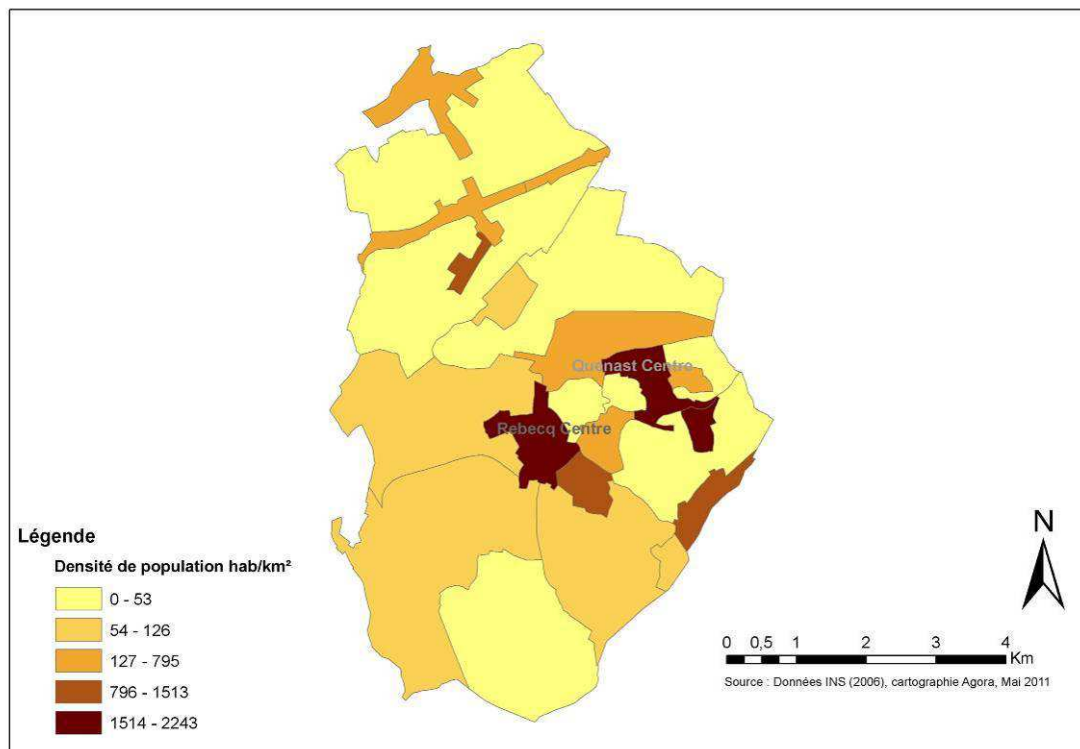 Quenast Centre
Rebecq Centre
Légende
Densité de population hab/km²
0 - 53
54 - 126
127 - 795
796 - 1513
1514 - 2243
N
0 0,5 1 2 3 4
Km
Source : Données INS (2006), cartographie Agora, Mai 2011